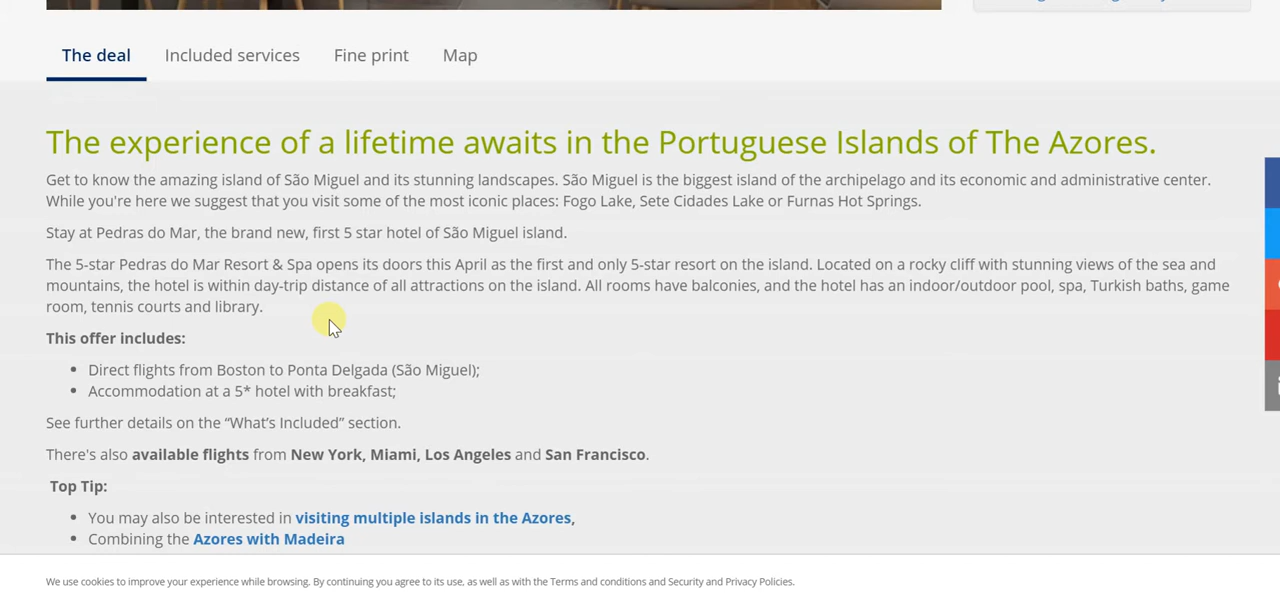 The deal Included services Fine print Map
The experience of a lifetime awaits in the Portuguese Islands of The Azores.
Get to know the amazing island of São Miguel and its stunning landscapes. São Miguel is the biggest island of the archipelago and its economic and administrative center.
While you're here we suggest that you visit some of the most iconic places: Fogo Lake, Sete Cidades Lake or Furnas Hot Springs.
Stay at Pedras do Mar, the brand new, first 5 star hotel of São Miguel island.
The 5-star Pedras do Mar Resort & Spa opens its doors this April as the first and only 5-star resort on the island. Located on a rocky cliff with stunning views of the sea and
mountains, the hotel is within day-trip distance of all attractions on the island. All rooms have balconies, and the hotel has an indoor/outdoor pool, spa, Turkish baths, game
room, tennis courts and library.
This offer includes:
Direct flights from Boston to Ponta Delgada (São Miguel);
Accommodation at a 5* hotel with breakfast;
See further details on the “What’s Included” section.
There's also available flights from New York, Miami, Los Angeles and San Francisco.
Top Tip:
You may also be interested in visiting multiple islands in the Azores,
Combining the Azores with Madeira
We use cookies to improve your experience while browsing. By continuing you agree to its use, as well as with the Terms and conditions and Security and Privacy Policies.